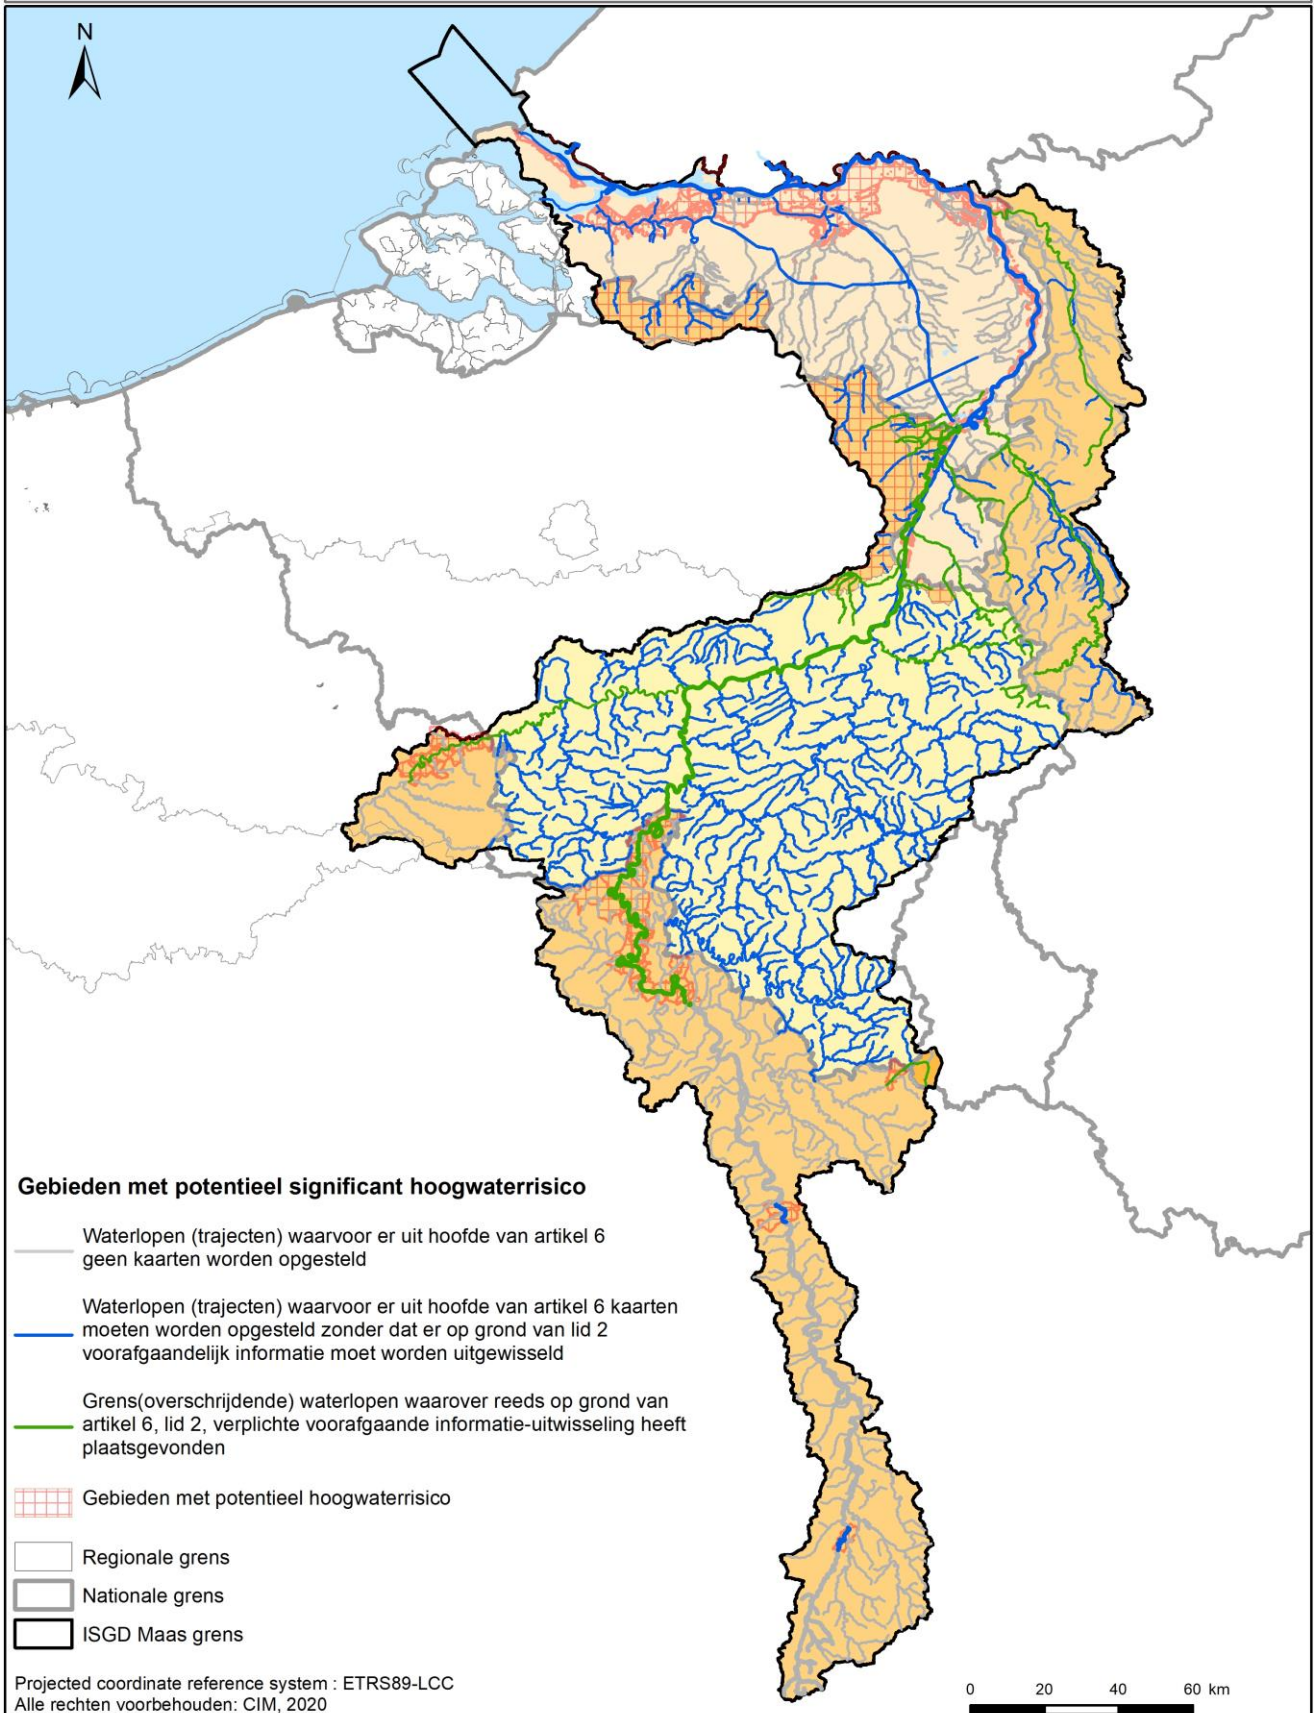 N
Gebieden met potentieel significant hoogwaterrisico
Waterlopen (trajecten) waarvoor er uit hoofde van artikel 6
geen kaarten worden opgesteld
Waterlopen (trajecten) waarvoor er uit hoofde van artikel 6 kaarten
moeten worden opgesteld zonder dat er op grond van lid 2
voorafgaandelijk informatie moet worden uitgewisseld
Grens(overschrijdende) waterlopen waarover reeds op grond van
artikel 6, lid 2, verplichte voorafgaande informatie-uitwisseling heeft
plaatsgevonden
Gebieden met potentieel hoogwaterrisico
Regionale grens
Nationale grens
ISGD Maas grens
Projected coordinate reference system : ETRS89-LCC
Alle rechten voorbehouden: CIM, 2020
0 20 40 60 km